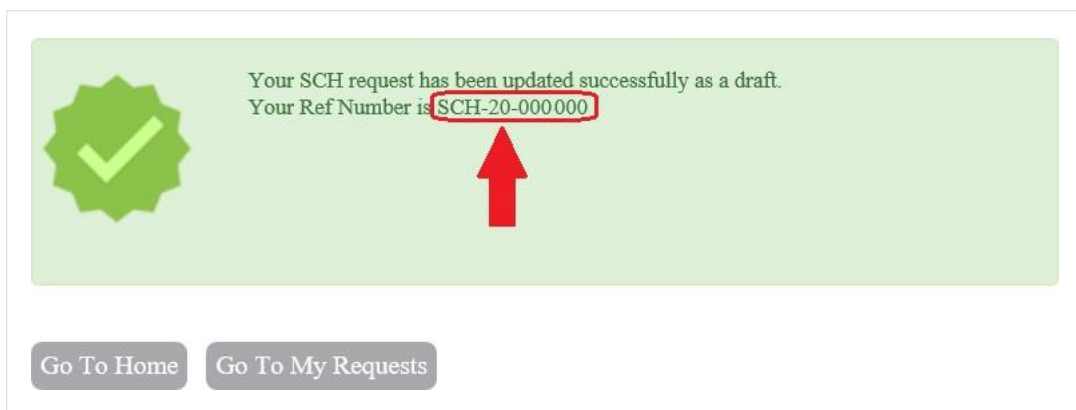 Your SCH request has been updated successfully as a draft.
Your Ref Number is SCH-20-000000
Go To Home
Go To My Requests